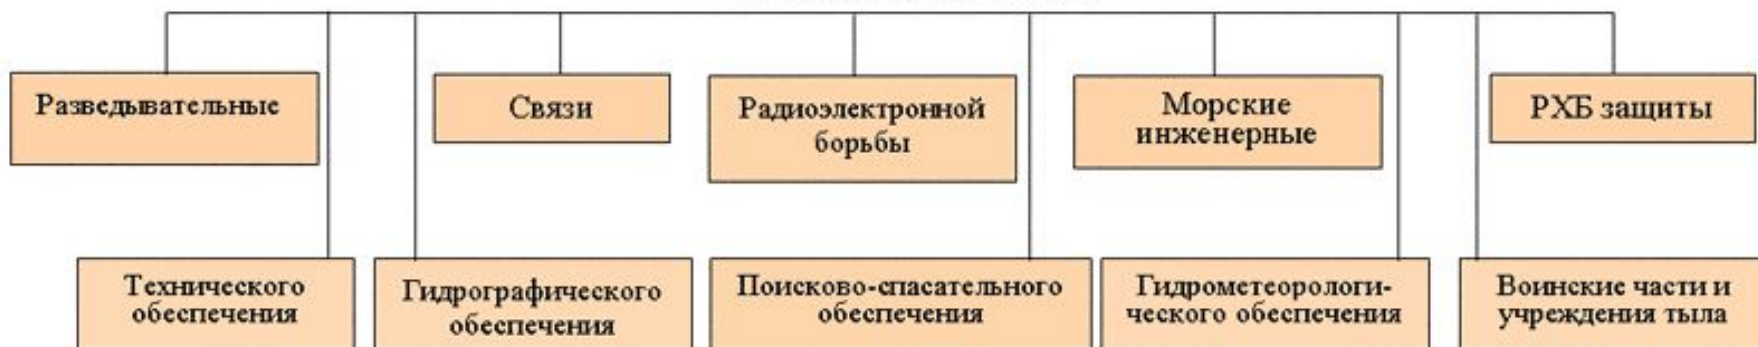 Разведывательные
Связи
Радиоэлектронной
борьбы
Морские
инженерные
РХБ защиты
Технического
обеспечения
Гидрографического
обеспечения
Поисково-спасательного
обеспечения
Гидрометеорологи-
ческого обеспечения
Воинские части и
учреждения тыла